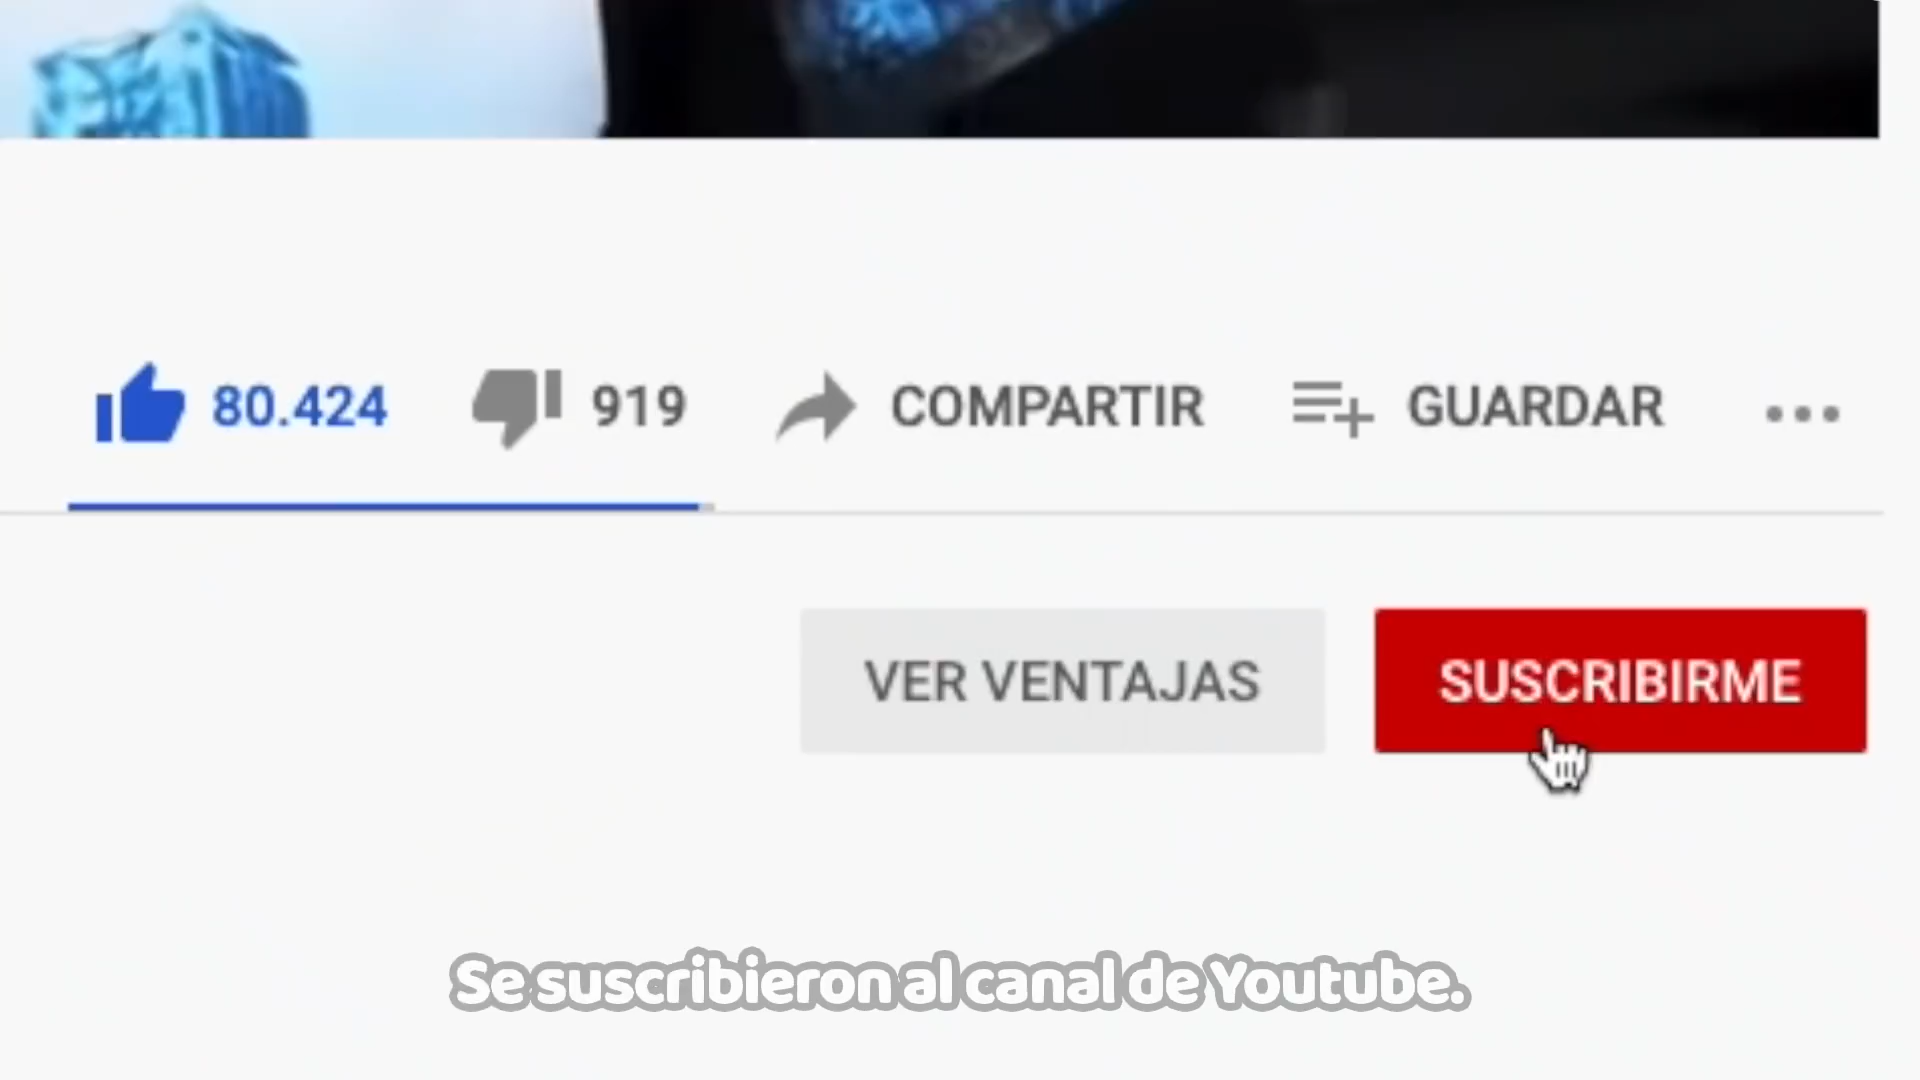 80.424 919 COMPARTIR GUARDAR
VER VENTAJAS SUSCRIBIRME
Se suscribieron al canal de Youtube.